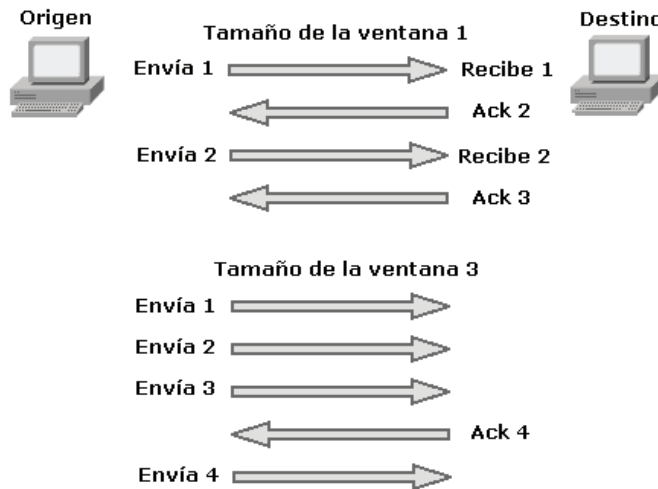 Origen
Destino
Tamaño de la ventana 1
Envía 1
Recibe 1
Ack 2
Envía 2
Recibe 2
Ack 3
Tamaño de la ventana 3
Envía 1
Envía 2
Envía 3
Ack 4
Envía 4